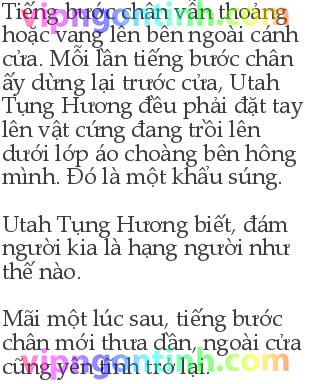 Tiếng bước chân vẫn thoảng
hoặc vang lên bên ngoài cánh
cửa. Mỗi lần tiếng bước chân
ấy dừng lại trước cửa, Utah
Tụng Hương đều phải đặt tay
lên vật cứng đang trồi lên
dưới lớp áo choàng bên hông
mình. Đó là một khẩu súng.
Utah Tụng Hương biết, đám
người kia là hạng người như
thế nào.
Mãi một lúc sau, tiếng bước
chân mới thưa dần, ngoài cửa
cũng yên tĩnh trở lại.
vipngontinh.com
vipngontinh.com